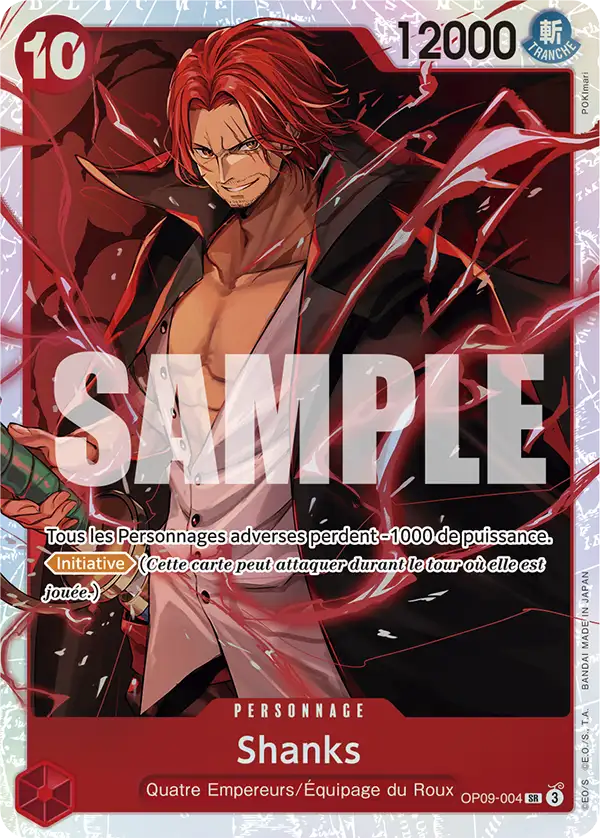 10
12000
斬
TRANCHE
POKImari
SAMPLE
Tous les Personnages adverses perdent -1000 de puissance.
Initiative (Cette carte peut attaquer durant le tour où elle est
jouée.)
PERSONNAGE
Shanks
Quatre Empereurs/Équipage du Roux
OP09-004 SR 3
©EO/S ©E.O./S., T.A. BANDAI MADE IN JAPAN